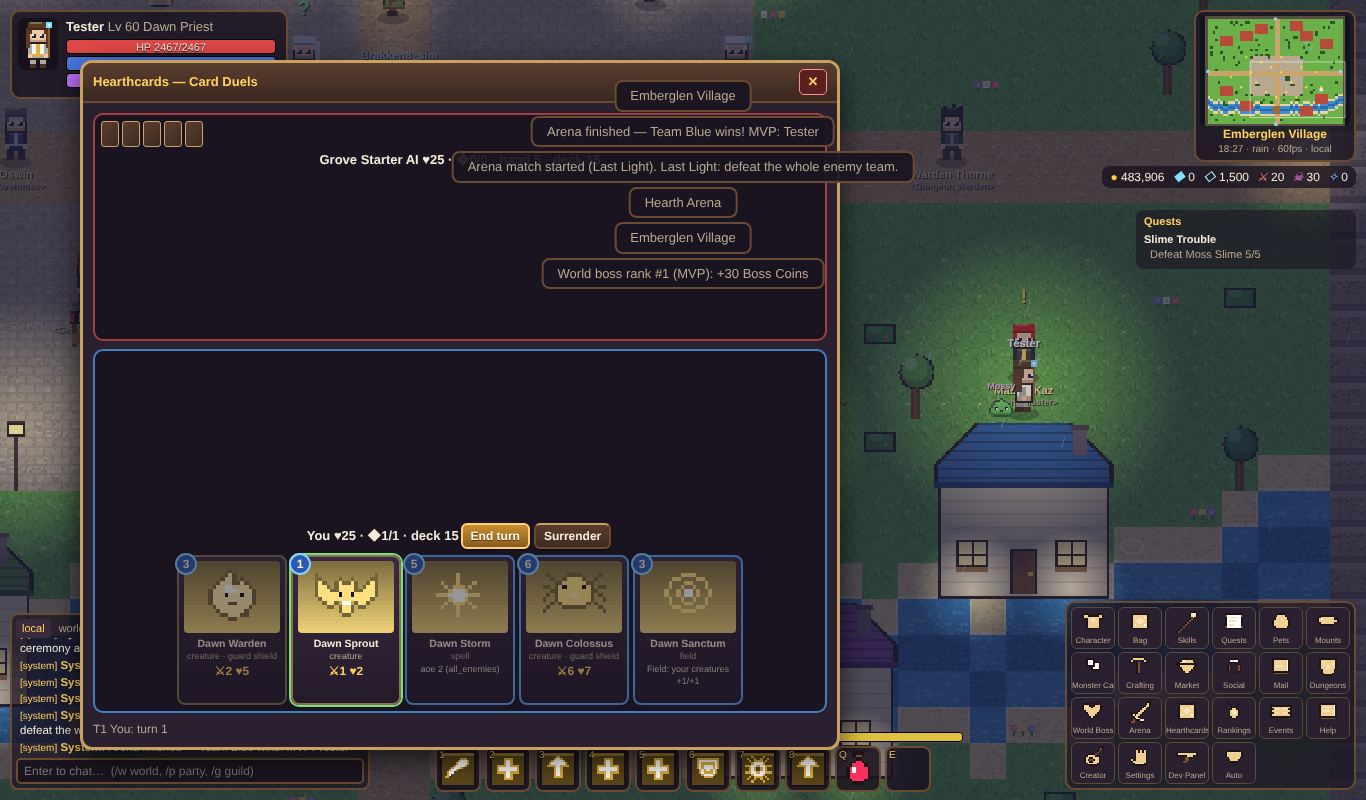 Tester Lv 60 Dawn Priest
HP 2467/2467
Hearthcards — Card Duels
×
Emberglen Village
Arena finished — Team Blue wins! MVP: Tester
Grove Starter AI ♥25 ·
Arena match started (Last Light). Last Light: defeat the whole enemy team.
Hearth Arena
Emberglen Village
World boss rank #1 (MVP): +30 Boss Coins
You ♥25 · ◆1/1 · deck 15
End turn
Surrender
3
1
5
6
3
Dawn Warden
creature · guard shield
⚔2 ♥5
Dawn Sprout
creature
⚔1 ♥2
Dawn Storm
spell
aoe 2 (all_enemies)
Dawn Colossus
creature · guard shield
⚔6 ♥7
Dawn Sanctum
field
Field: your creatures
+1/+1
T1 You: turn 1
Emberglen Village
18:27 · rain · 60fps · local
483,906
0
1,500
20
30
0
Quests
Slime Trouble
Defeat Moss Slime 5/5
Warden Thorne
<Dungeon Warden>
Oswin
!
Tester
Mossy
Kaz
local
ceremony a
[system] Sys
[system] Sys
[system] Sys
[system] Sys
defeat the w
Enter to chat… (/w world, /p party, /g guild)
1
2
3
4
5
6
7
8
Q
E
Character
Bag
Skills
Quests
Pets
Mounts
Monster Ca
Crafting
Market
Social
Mail
Dungeons
World Boss
Arena
Hearthcards
Rankings
Events
Help
Creator
Settings
Dev Panel
Auto